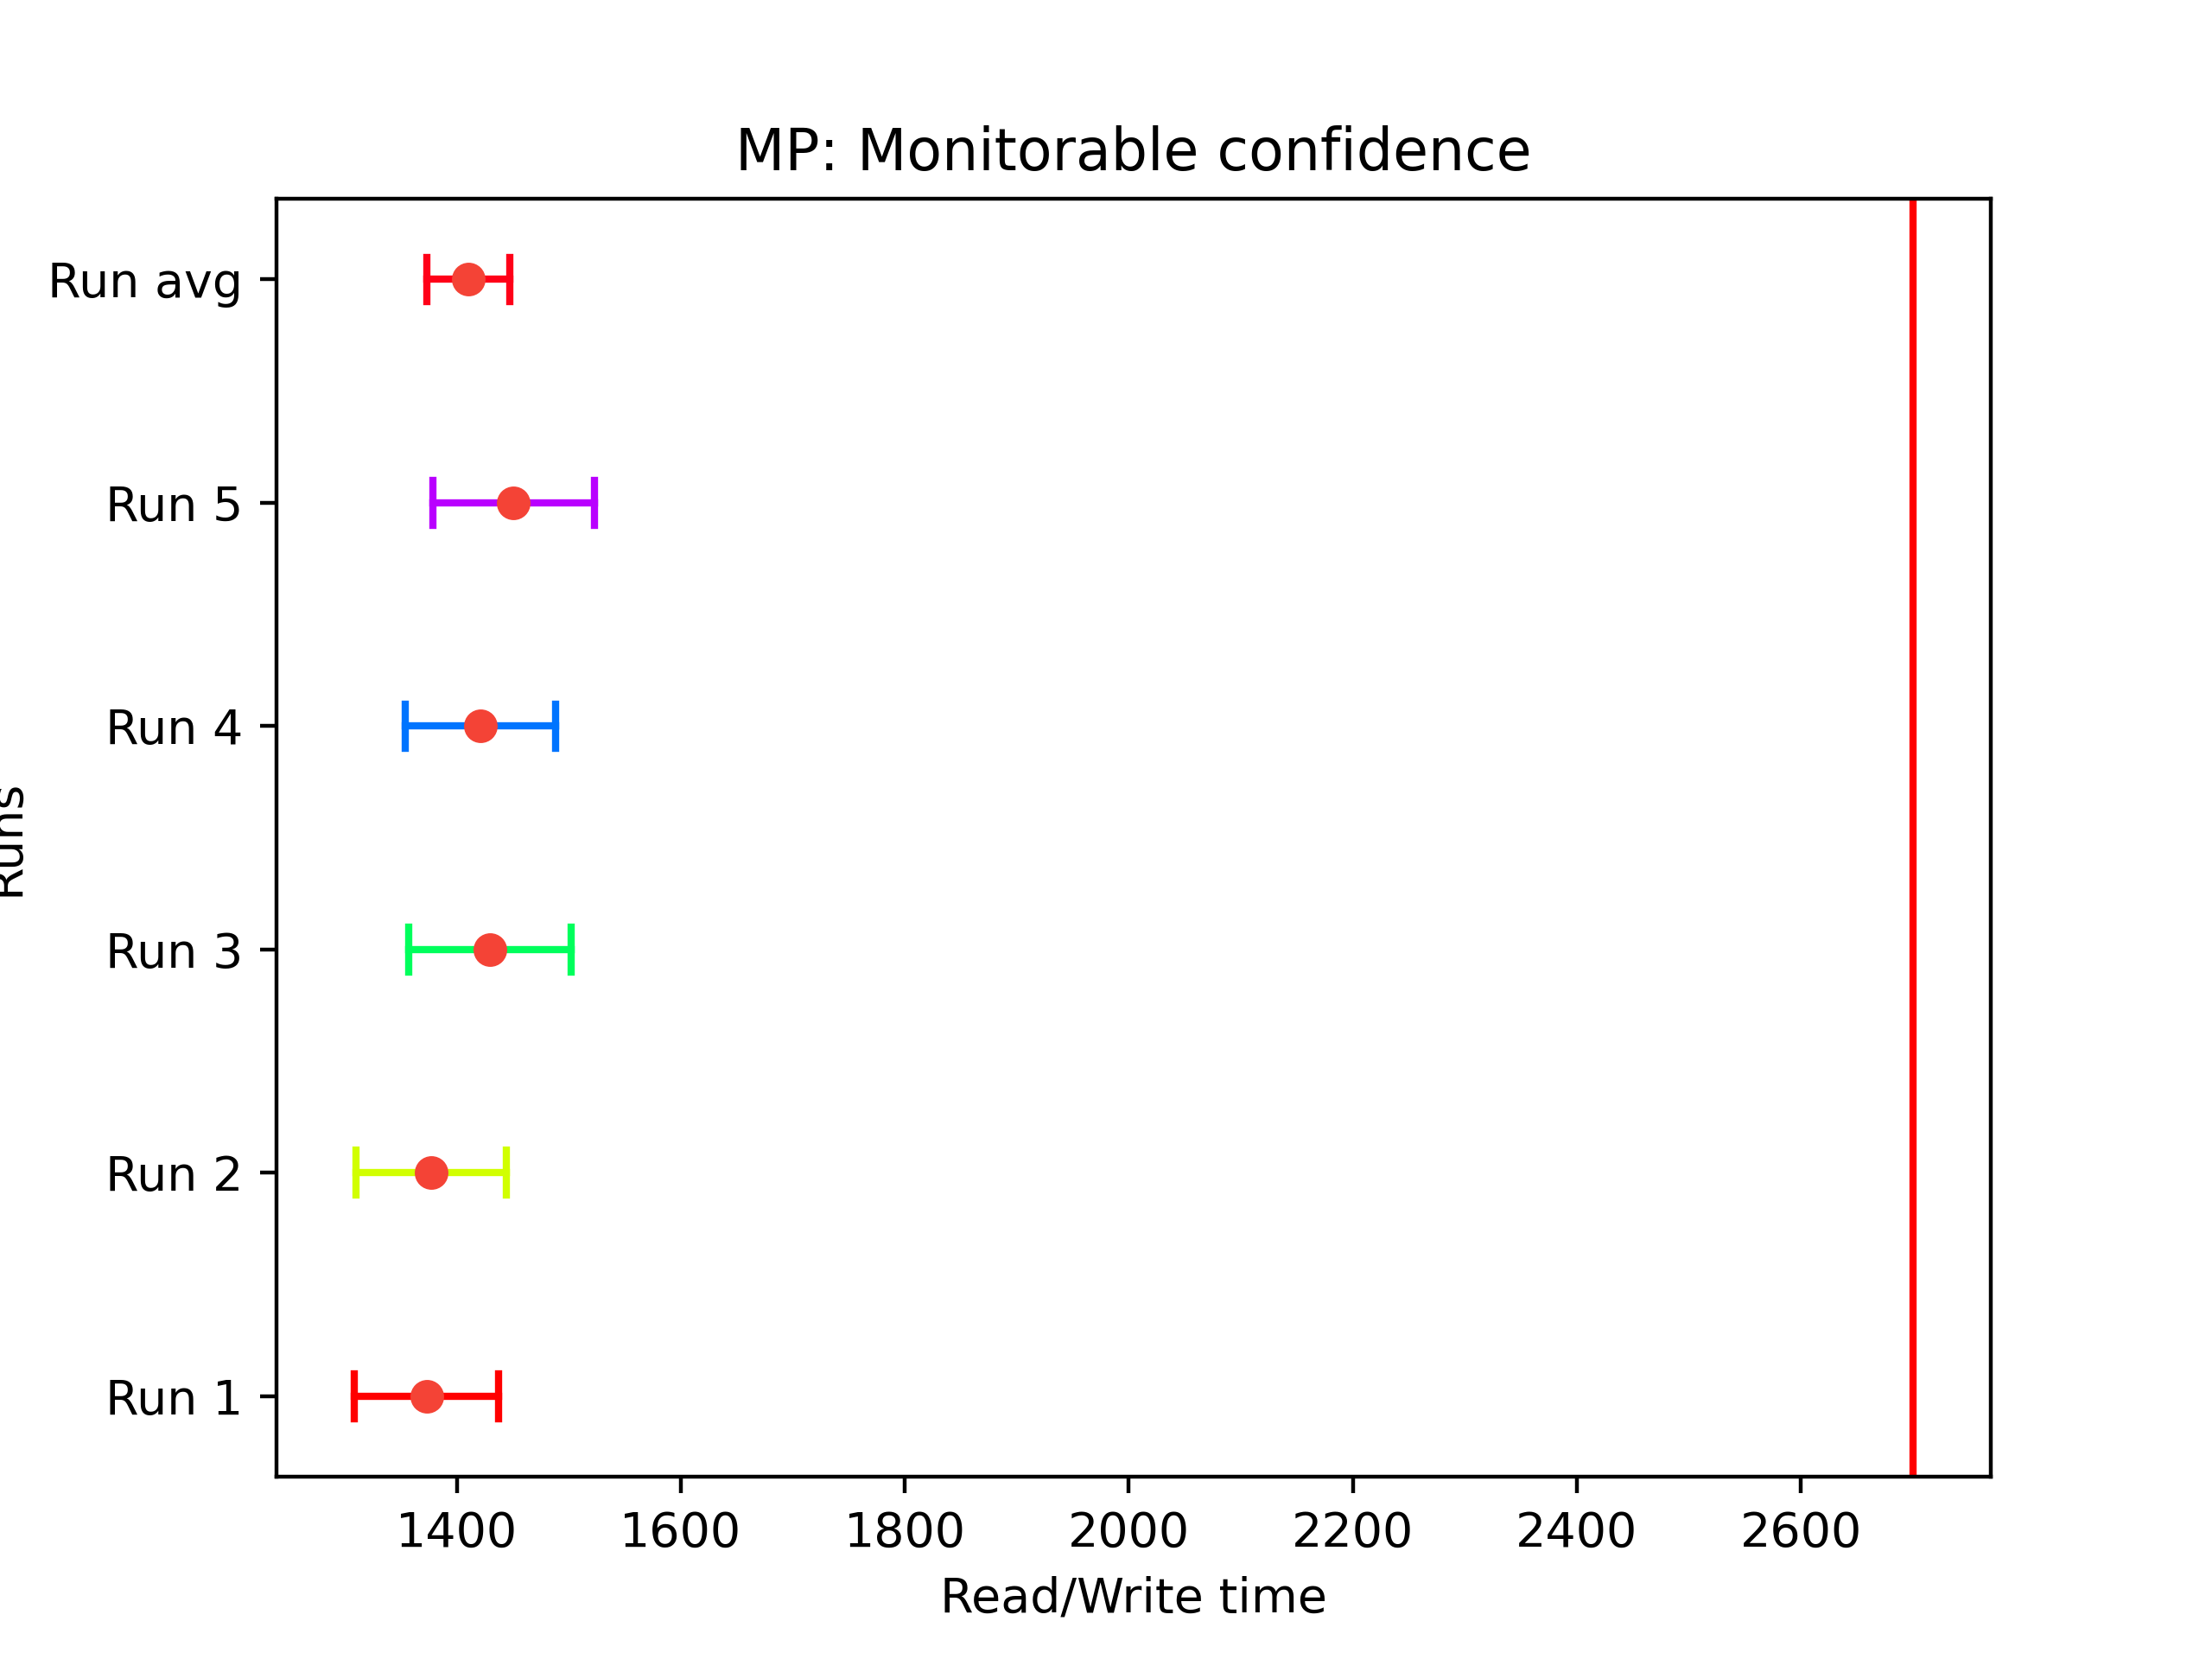 MP: Monitorable confidence
Run avg
Run 5
Run 4
Run 3
Run 2
Run 1
Runs
1400 1600 1800 2000 2200 2400 2600
Read/Write time